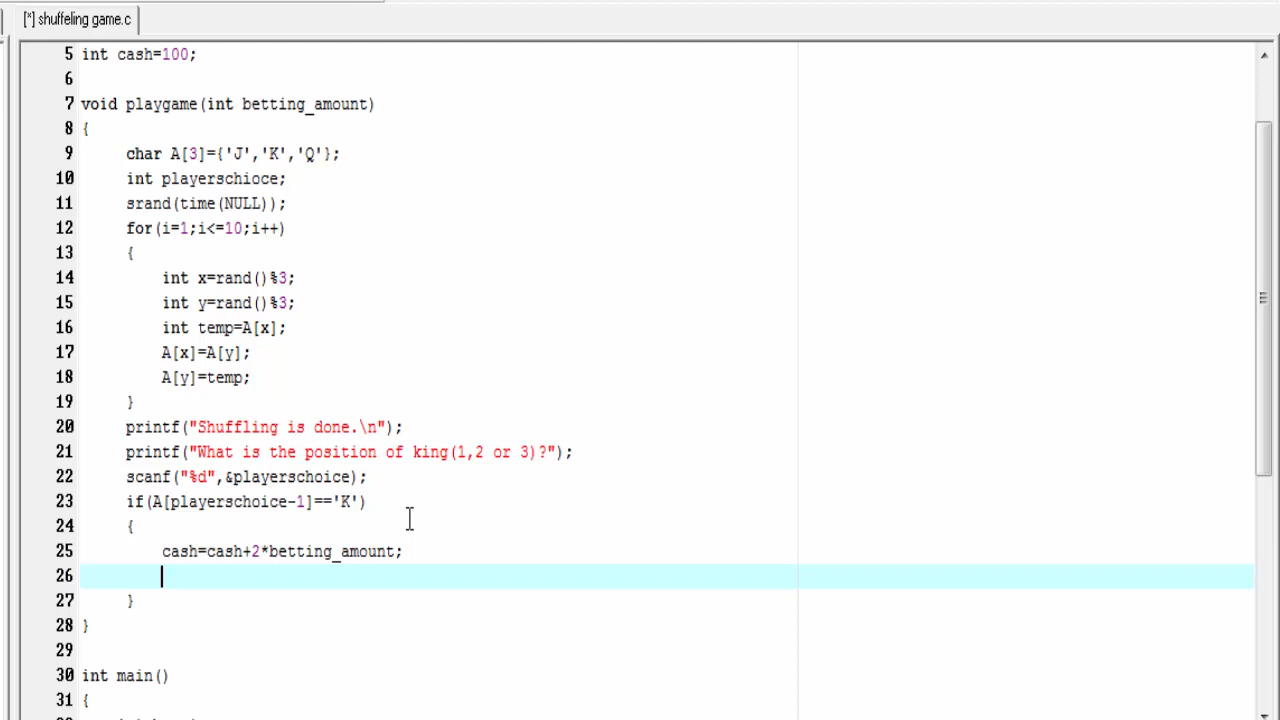 [*] shuffeling game.c
5 int cash=100;
6
7 void playgame(int betting_amount)
8 {
9 char A[3]={'J','K','Q'};
10 int playerschioce;
11 srand(time(NULL));
12 for(i=1;i<=10;i++)
13 {
14 int x=rand()%3;
15 int y=rand()%3;
16 int temp=A[x];
17 A[x]=A[y];
18 A[y]=temp;
19 }
20 printf("Shuffling is done.\n");
21 printf("What is the position of king(1,2 or 3)?");
22 scanf("%d",&playerschoice);
23 if(A[playerschoice-1]=='K')
24 {
25 cash=cash+2*betting_amount;
26
27 }
28 }
29
30 int main()
31 {